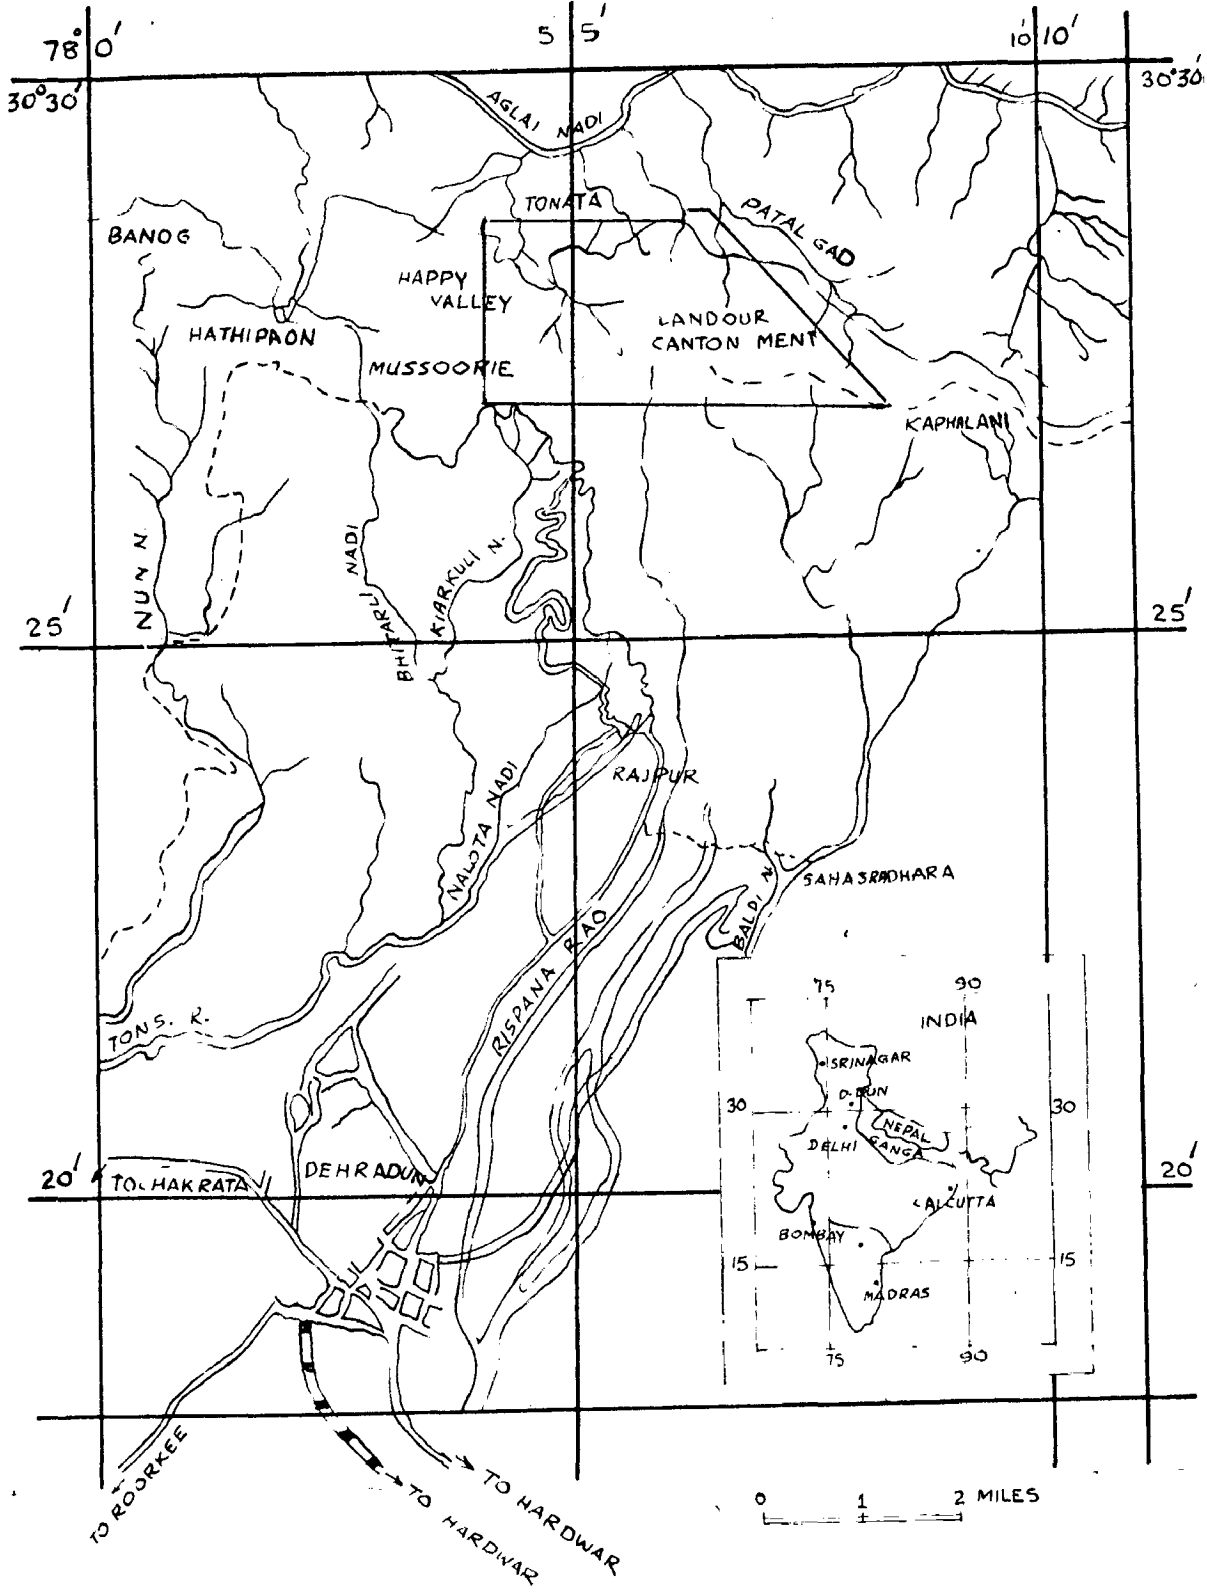 78°0'
5 5'
10' 10'
30°30'
30°30'
AGLAI NADI
TONATA
PATAL GAD
BANOG
HAPPY
VALLEY
LANDOUR
CANTON MENT
HATHIPAON
MUSSOORIE
KAPHALANI
NUN N.
BHITARLI NADI
KIARKULI N.
25'
25'
RAJPUR
NALOTA NADI
SAHASRADHARA
BALDI N.
RISPANA RAO
TONS. R.
75
90
INDIA
SRINAGAR
D. DUN
30
30
NEPAL
DELHI
GANGA
CALCUTTA
BOMBAY
15
15
MADRAS
75
90
20'
20'
DEHRADUN
TO CHAKRATA
TO ROORKEE
TO HARDWAR
TO HARDWAR
0 1 2 MILES